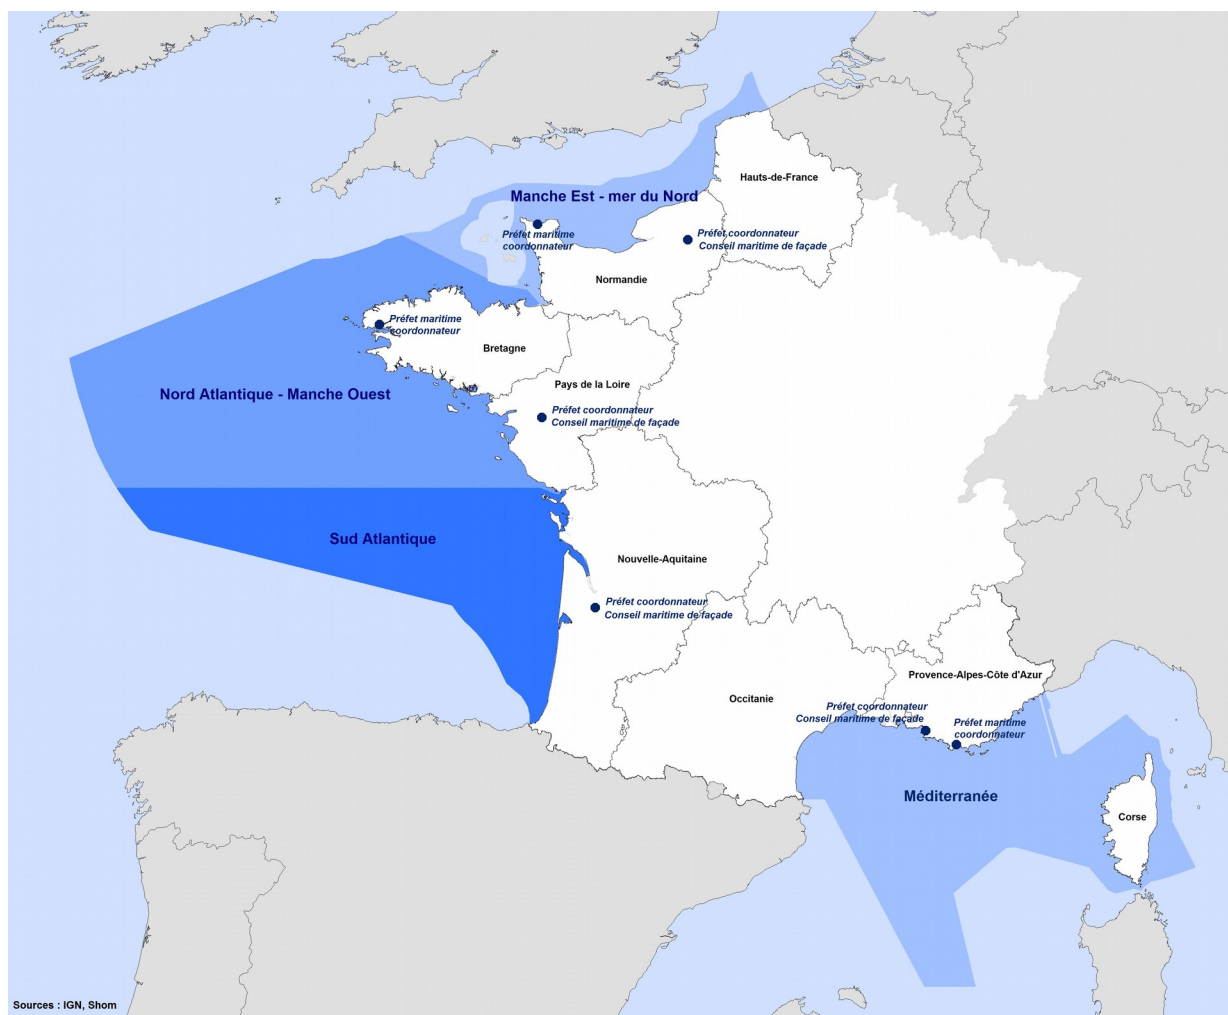 Hauts-de-France
Manche Est - mer du Nord
Préfet maritime
coordonnateur
Préfet coordonnateur
Conseil maritime de façade
Normandie
Préfet maritime
coordonnateur
Bretagne
Pays de la Loire
Nord Atlantique - Manche Ouest
Préfet coordonnateur
Conseil maritime de façade
Sud Atlantique
Nouvelle-Aquitaine
Préfet coordonnateur
Conseil maritime de façade
Provence-Alpes-Côte d'Azur
Occitanie
Préfet coordonnateur
Conseil maritime de façade
Préfet maritime
coordonnateur
Méditerranée
Corse
Sources : IGN, Shom